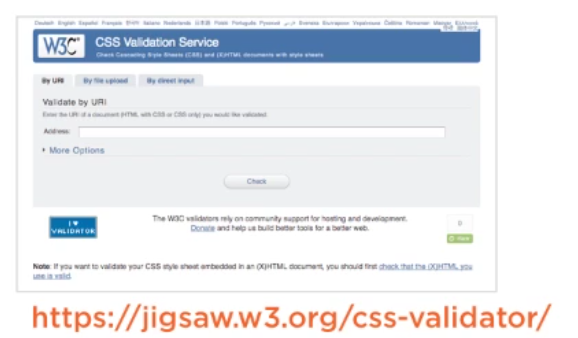 Deutsch English Español Français 한국어 Italiano Nederlands 日本語 Polski Português Русский فارسی Svenska Български Українська Čeština Romanian Magyar Ελληνικά
W3C® CSS Validation Service
Check Cascading Style Sheets (CSS) and (X)HTML documents with style sheets
By URI By file upload By direct input
Validate by URI
Enter the URI of a document (HTML with CSS or CSS only) you would like validated:
Address:
More Options
Check
I ♥ VALIDATOR
The W3C validators rely on community support for hosting and development.
Donate and help us build better tools for a better web.
0
Note: If you want to validate your CSS style sheet embedded in an (X)HTML document, you should first check that the (X)HTML you
use is valid.
https://jigsaw.w3.org/css-validator/